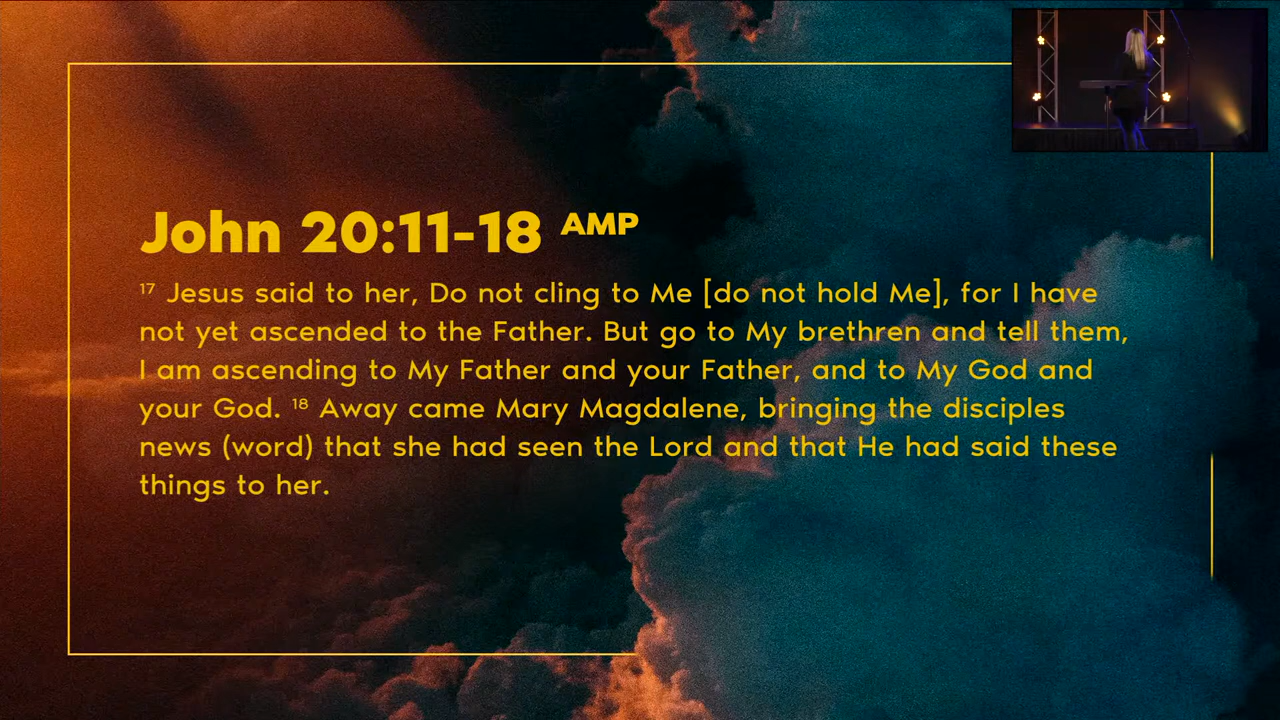 John 20:11-18 AMP
17 Jesus said to her, Do not cling to Me [do not hold Me], for I have
not yet ascended to the Father. But go to My brethren and tell them,
I am ascending to My Father and your Father, and to My God and
your God. 18 Away came Mary Magdalene, bringing the disciples
news (word) that she had seen the Lord and that He had said these
things to her.